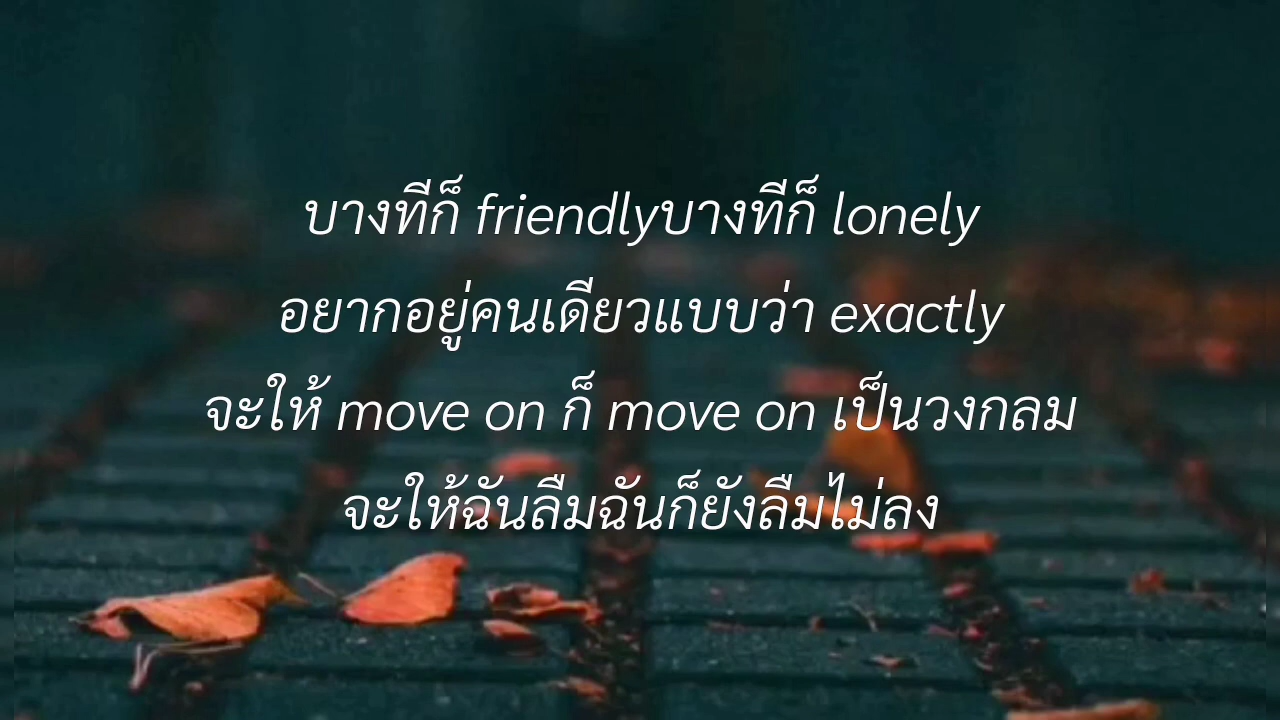 บางทีก็ friendlyบางทีก็ lonely
อยากอยู่คนเดียวแบบว่า exactly
จะให้ move on ก็ move on เป็นวงกลม
จะให้ฉันลืมฉันก็ยังลืมไม่ลง